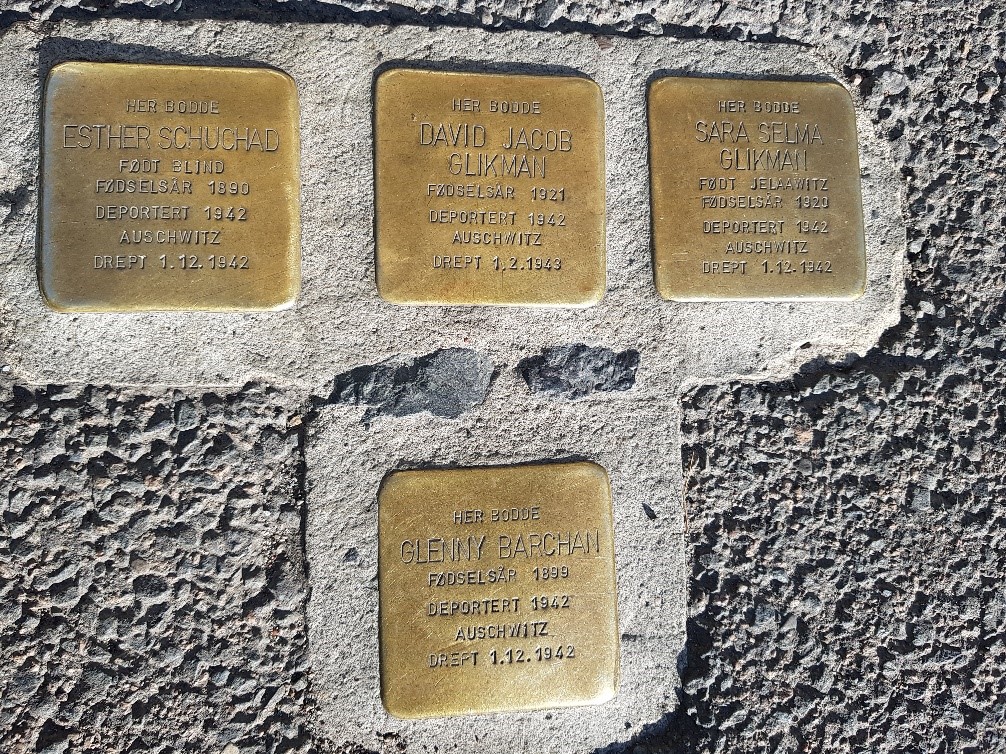 HER BODDE
ESTHER SCHUCHAD
FØDT BLIND
FØDSELSÅR 1890
DEPORTERT 1942
AUSCHWITZ
DREPT 1.12.1942
HER BODDE
DAVID JACOB
GLIKMAN
FØDSELSÅR 1921
DEPORTERT 1942
AUSCHWITZ
DREPT 1.2.1943
HER BODDE
SARA SELMA
GLIKMAN
FØDT JELAAWITZ
FØDSELSÅR 1920
DEPORTERT 1942
AUSCHWITZ
DREPT 1.12.1942
HER BODDE
GLENNY BARCHAN
FØDSELSÅR 1899
DEPORTERT 1942
AUSCHWITZ
DREPT 1.12.1942